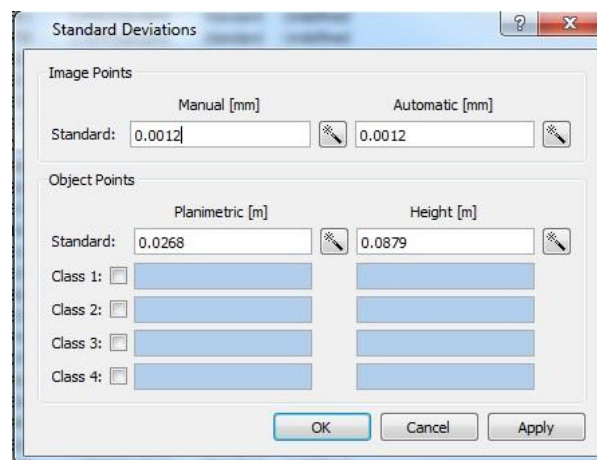 Standard Deviations
?
X
Image Points
Manual [mm] Automatic [mm]
Standard: 0.0012 0.0012
Object Points
Planimetric [m] Height [m]
Standard: 0.0268 0.0879
Class 1:
Class 2:
Class 3:
Class 4:
OK Cancel Apply